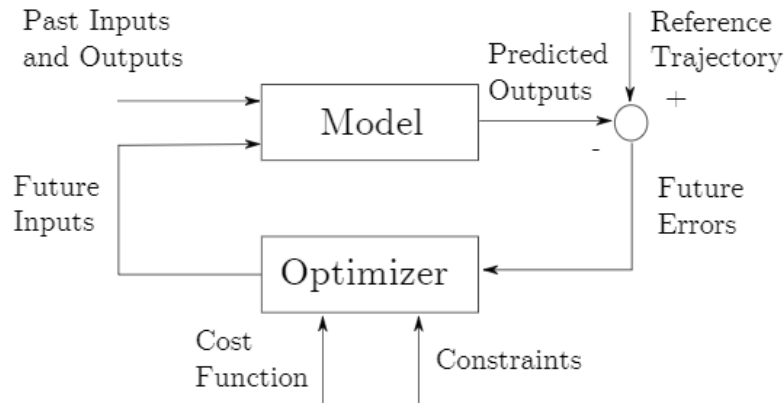 Past Inputs
and Outputs
Predicted
Outputs
Reference
Trajectory
+
Model
-
Future
Inputs
Future
Errors
Optimizer
Cost
Function
Constraints